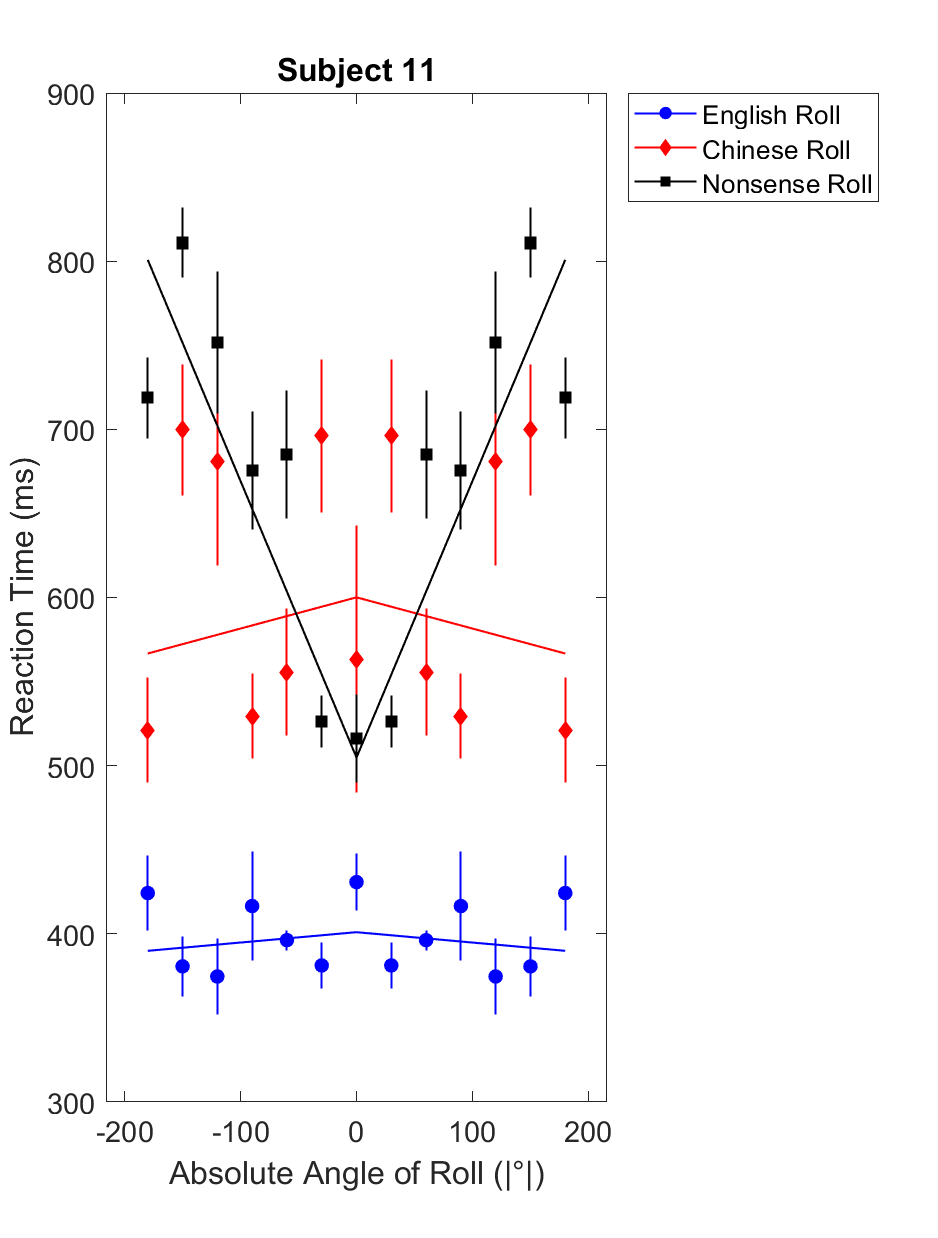 Subject 11
900
800
700
600
500
400
300
-200 -100 0 100 200
Reaction Time (ms)
Absolute Angle of Roll (|°|)
English Roll
Chinese Roll
Nonsense Roll